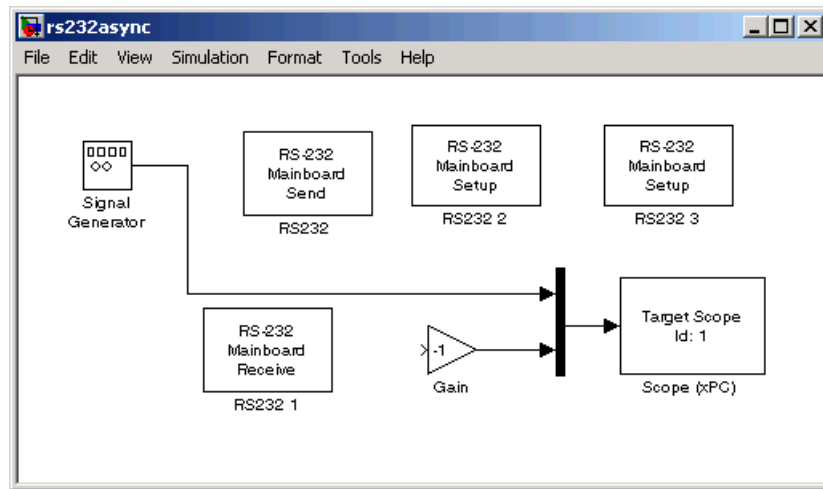 rs232async
File Edit View Simulation Format Tools Help
Signal
Generator
RS-232
Mainboard
Send
RS232
RS-232
Mainboard
Setup
RS232 2
RS-232
Mainboard
Setup
RS232 3
RS-232
Mainboard
Receive
RS232 1
-1
Gain
Target Scope
Id: 1
Scope (xPC)